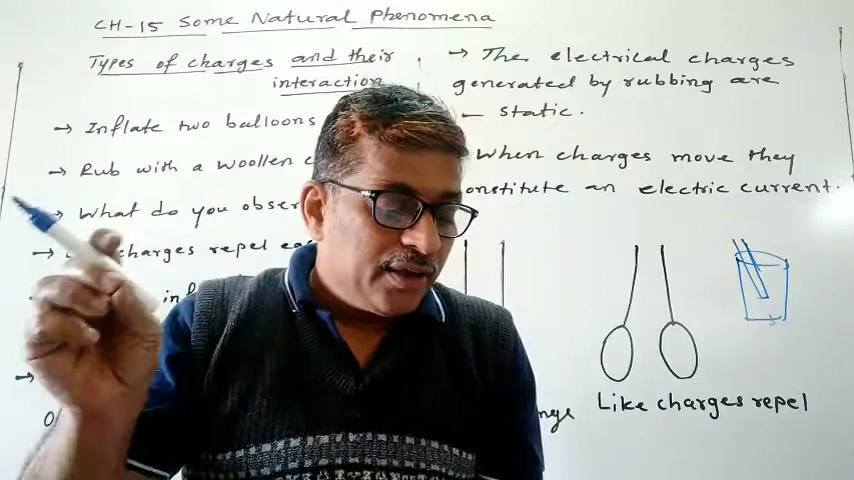 CH-15 Some Natural Phenomena
Types of charges and their
interaction
→ Inflate two balloons
→ Rub with a woollen
→ What do you obser
charges repel
inf
→ The electrical charges
generated by rubbing are
static.
When charges move they
onstitute an electric current.
Like charges repel